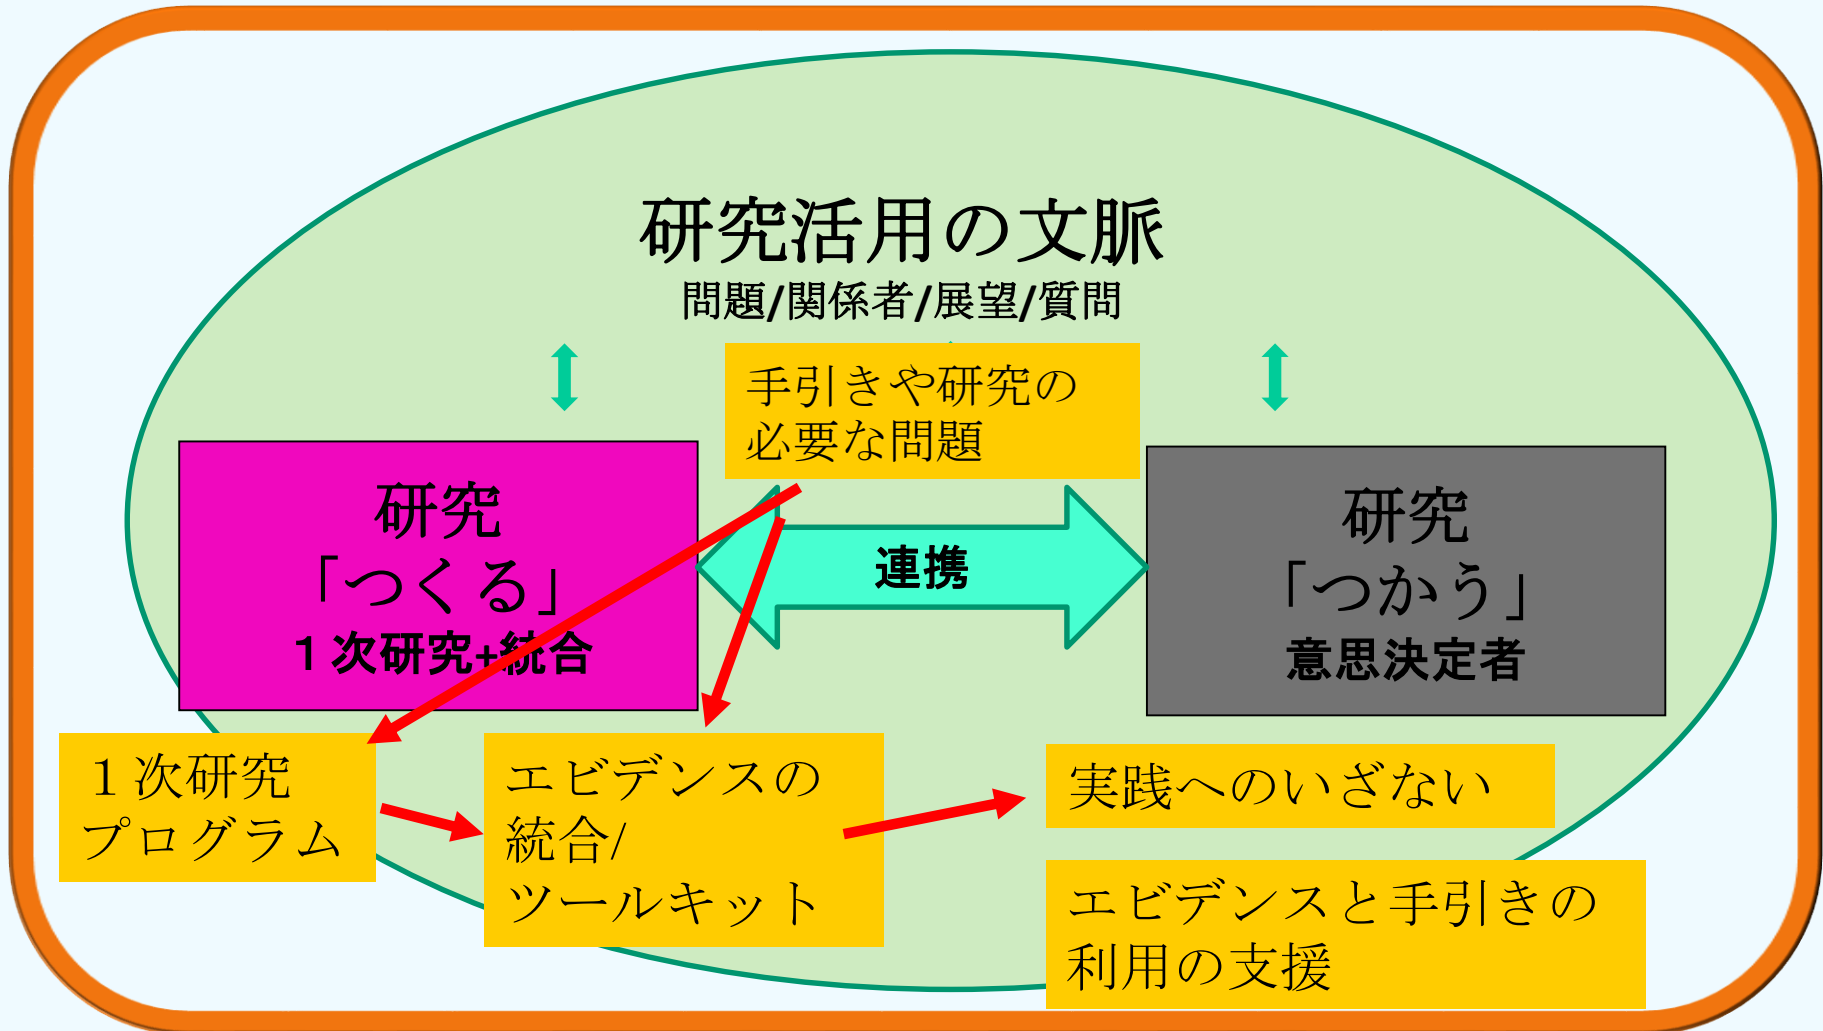 研究活用の文脈
問題/関係者/展望/質問
手引きや研究の
必要な問題
研究
「つくる」
１次研究+統合
連携
研究
「つかう」
意思決定者
１次研究
プログラム
エビデンスの
統合/
ツールキット
実践へのいざない
エビデンスと手引きの
利用の支援